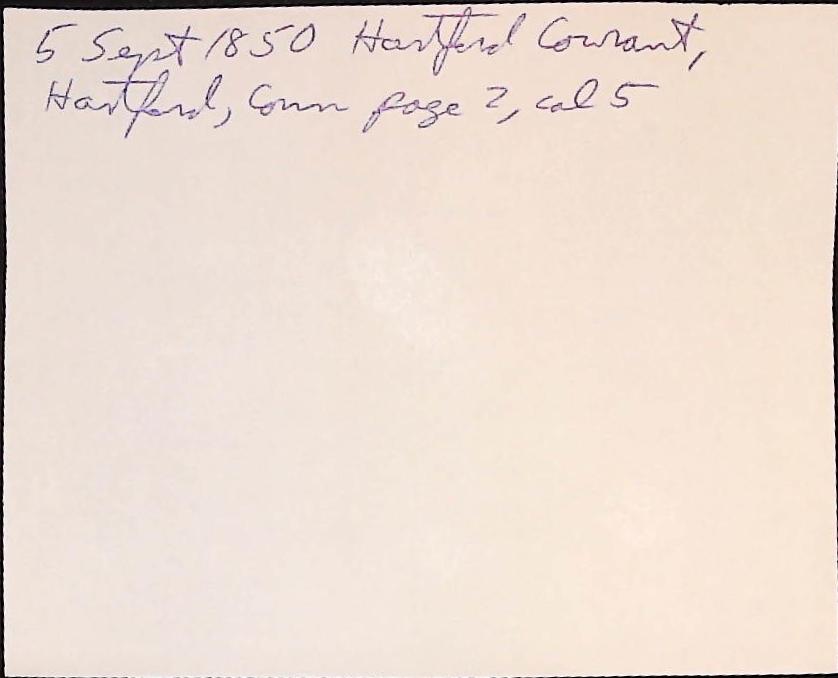 5 Sept 1850 Hartford Courant,
Hartford, Conn page 2, col 5